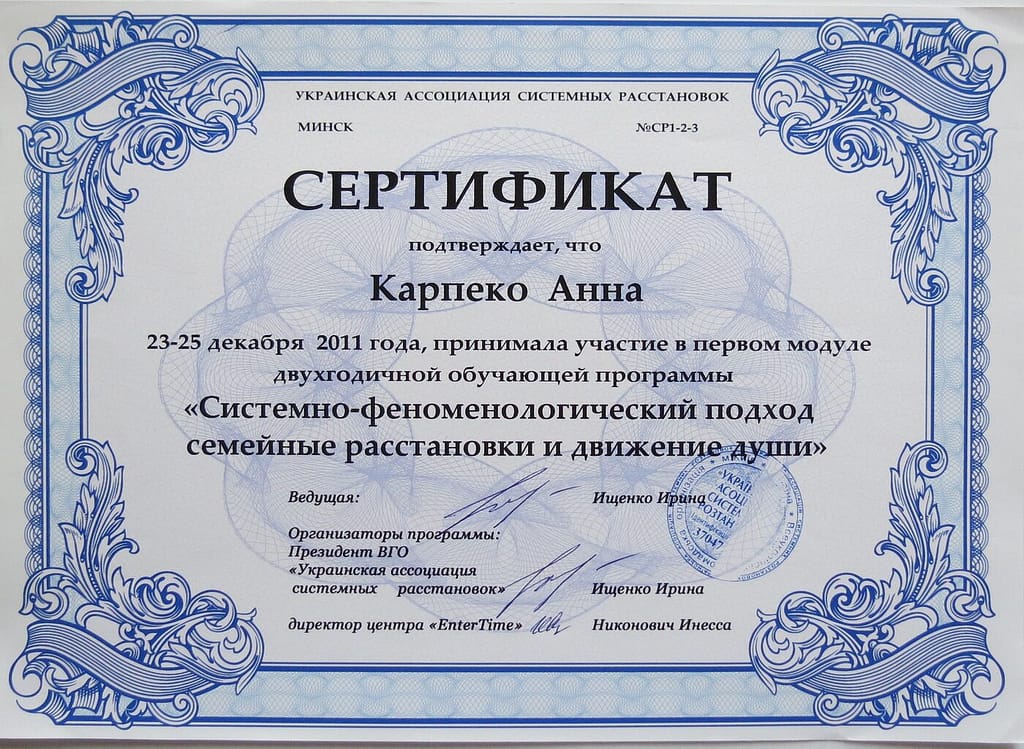 УКРАИНСКАЯ АССОЦИАЦИЯ СИСТЕМНЫХ РАССТАНОВОК
МИНСК №СР1-2-3
СЕРТИФИКАТ
подтверждает, что
Карпеко Анна
23-25 декабря 2011 года, принимала участие в первом модуле
двухгодичной обучающей программы
«Системно-феноменологический подход
семейные расстановки и движение души»
Ведущая: Ищенко Ирина
Организаторы программы:
Президент ВГО
«Украинская ассоциация
системных расстановок» Ищенко Ирина
директор центра «EnterTime» Никонович Инесса